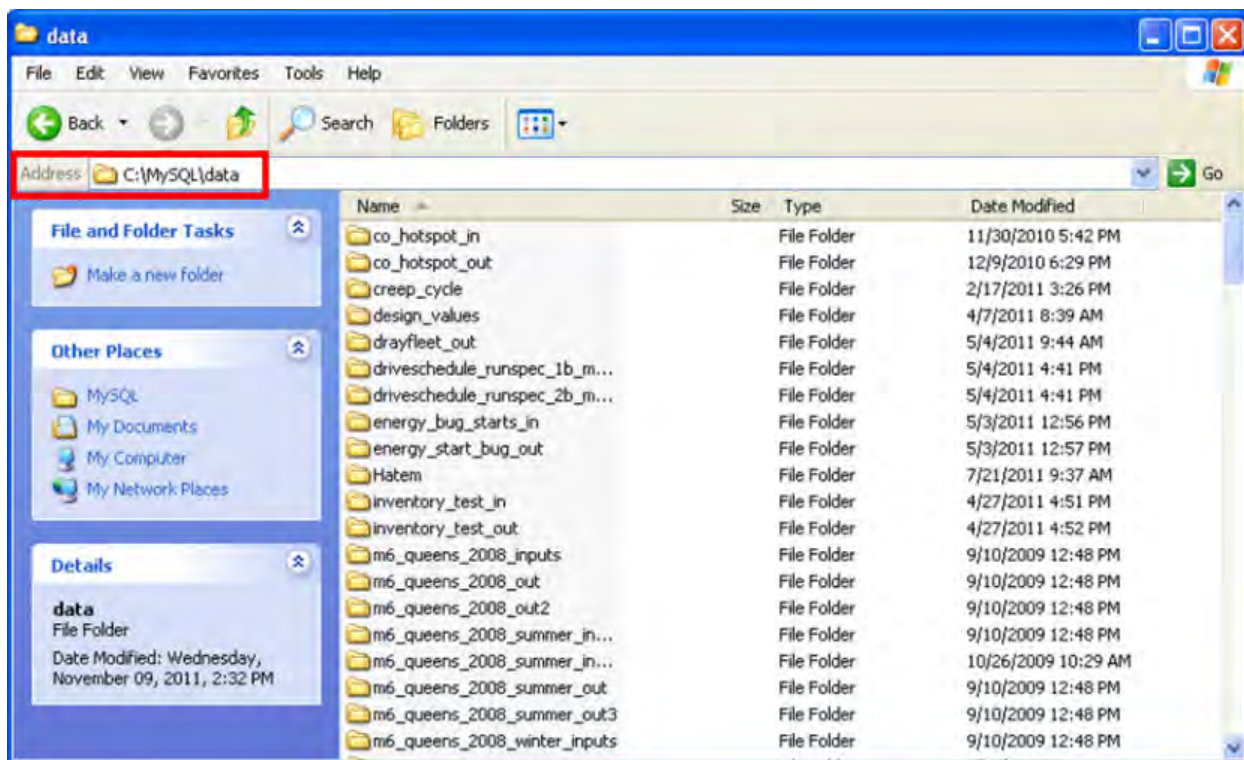 data
File Edit View Favorites Tools Help
Back Search Folders
Address C:\MySQL\data Go
File and Folder Tasks
Make a new folder
Other Places
MySQL
My Documents
My Computer
My Network Places
Details
data
File Folder
Date Modified: Wednesday,
November 09, 2011, 2:32 PM
Name Size Type Date Modified
co_hotspot_in File Folder 11/30/2010 5:42 PM
co_hotspot_out File Folder 12/9/2010 6:29 PM
creep_cycle File Folder 2/17/2011 3:26 PM
design_values File Folder 4/7/2011 8:39 AM
drayfleet_out File Folder 5/4/2011 9:44 AM
driveschedule_runspec_1b_m... File Folder 5/4/2011 4:41 PM
driveschedule_runspec_2b_m... File Folder 5/4/2011 4:41 PM
energy_bug_starts_in File Folder 5/3/2011 12:56 PM
energy_start_bug_out File Folder 5/3/2011 12:57 PM
Hatem File Folder 7/21/2011 9:37 AM
inventory_test_in File Folder 4/27/2011 4:51 PM
inventory_test_out File Folder 4/27/2011 4:52 PM
m6_queens_2008_inputs File Folder 9/10/2009 12:48 PM
m6_queens_2008_out File Folder 9/10/2009 12:48 PM
m6_queens_2008_out2 File Folder 9/10/2009 12:48 PM
m6_queens_2008_summer_in... File Folder 9/10/2009 12:48 PM
m6_queens_2008_summer_in... File Folder 10/26/2009 10:29 AM
m6_queens_2008_summer_out File Folder 9/10/2009 12:48 PM
m6_queens_2008_summer_out3 File Folder 9/10/2009 12:48 PM
m6_queens_2008_winter_inputs File Folder 9/10/2009 12:48 PM